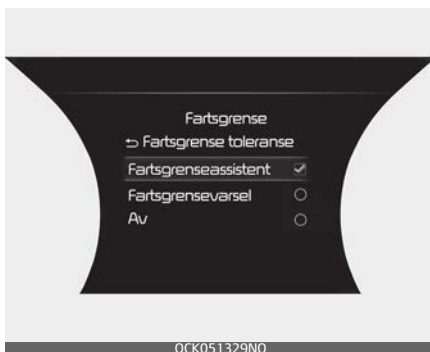 Fartsgrense
Fartsgrense toleranse
Fartsgrenseassistent
Fartsgrensevarsel
Av
OCK051329NO